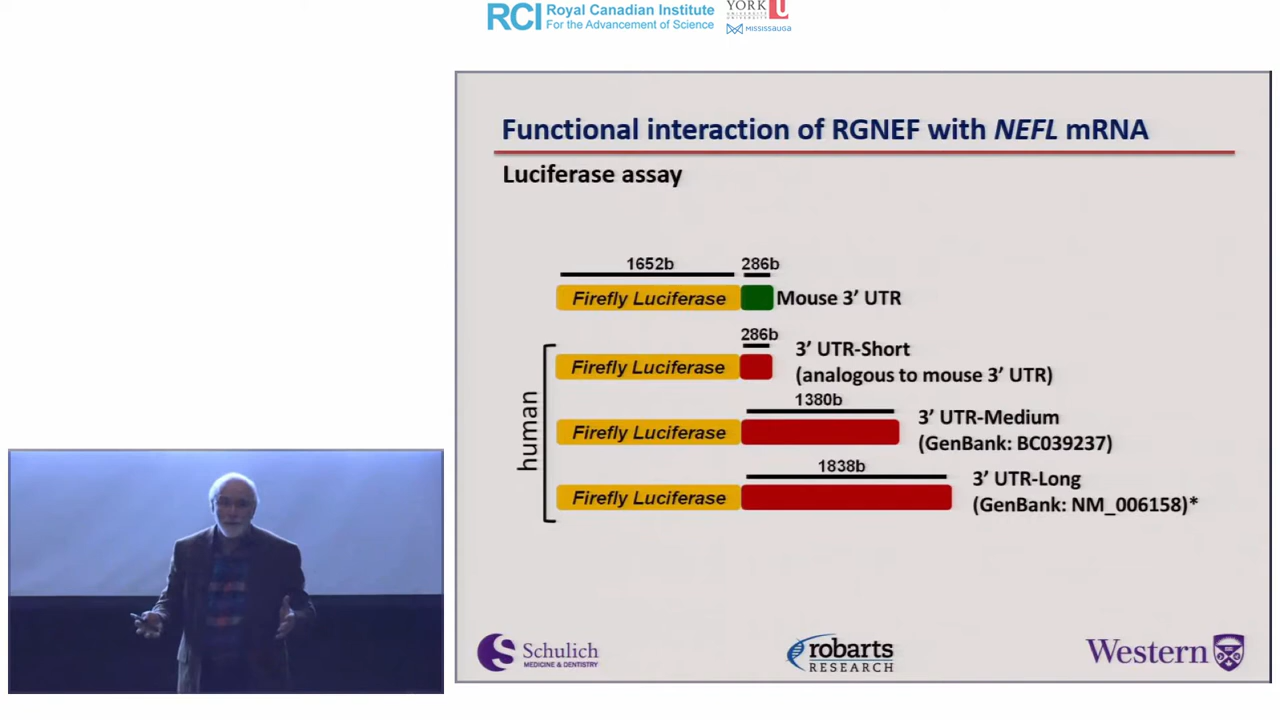 RCI Royal Canadian Institute
For the Advancement of Science
YORK U
MISSISSAUGA
Functional interaction of RGNEF with NEFL mRNA
Luciferase assay
1652b 286b
Firefly Luciferase Mouse 3’ UTR
286b
Firefly Luciferase 3’ UTR-Short
(analogous to mouse 3’ UTR)
1380b
Firefly Luciferase 3’ UTR-Medium
(GenBank: BC039237)
1838b
Firefly Luciferase 3’ UTR-Long
(GenBank: NM_006158)*
human
Schulich
MEDICINE & DENTISTRY
robarts
RESEARCH
Western